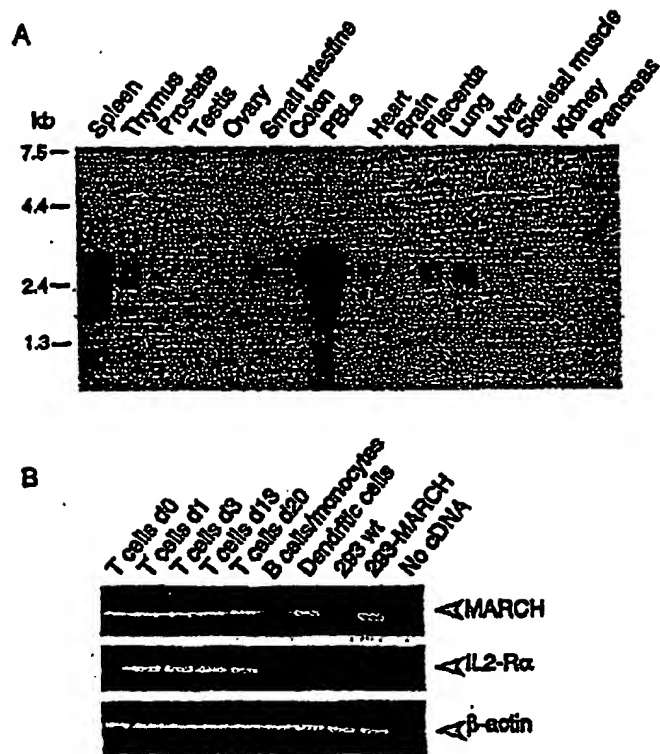 A
kb
Spleen
Thymus
Prostate
Testis
Ovary
Small Intestine
Colon
PBLs
Heart
Brain
Placenta
Lung
Liver
Skeletal muscle
Kidney
Pancreas
7.5
4.4
2.4
1.3
B
T cells d0
T cells d1
T cells d3
T cells d13
T cells d20
B cells/monocytes
Dendritic cells
293 wt
293-MARCH
No cDNA
MARCH
IL2-Rα
β-actin